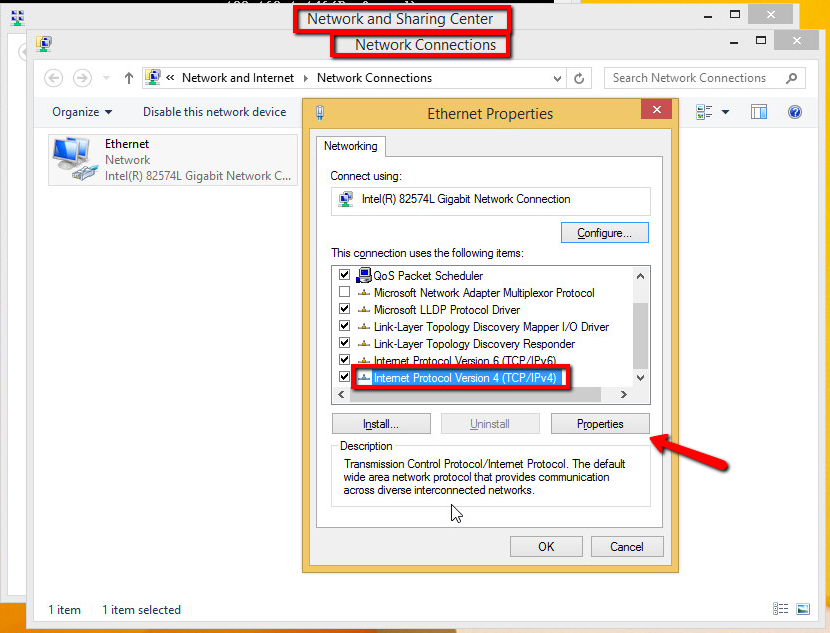 Network and Sharing Center
Network Connections
« Network and Internet Network Connections
Search Network Connections
Organize
Disable this network device
Ethernet
Network
Intel(R) 82574L Gigabit Network C...
Ethernet Properties
Networking
Connect using:
Intel(R) 82574L Gigabit Network Connection
Configure...
This connection uses the following items:
QoS Packet Scheduler
Microsoft Network Adapter Multiplexor Protocol
Microsoft LLDP Protocol Driver
Link-Layer Topology Discovery Mapper I/O Driver
Link-Layer Topology Discovery Responder
Internet Protocol Version 6 (TCP/IPv6)
Internet Protocol Version 4 (TCP/IPv4)
Install...
Uninstall
Properties
Description
Transmission Control Protocol/Internet Protocol. The default
wide area network protocol that provides communication
across diverse interconnected networks.
OK
Cancel
1 item
1 item selected